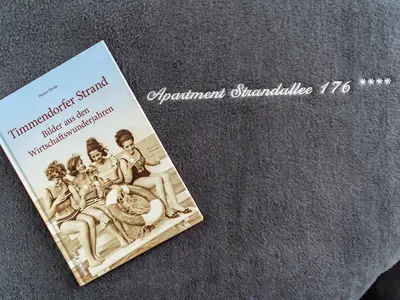 Timmendorfer Strand
Bilder aus den
Wirtschaftswunderjahren
Apartment Strandallee 176 ****